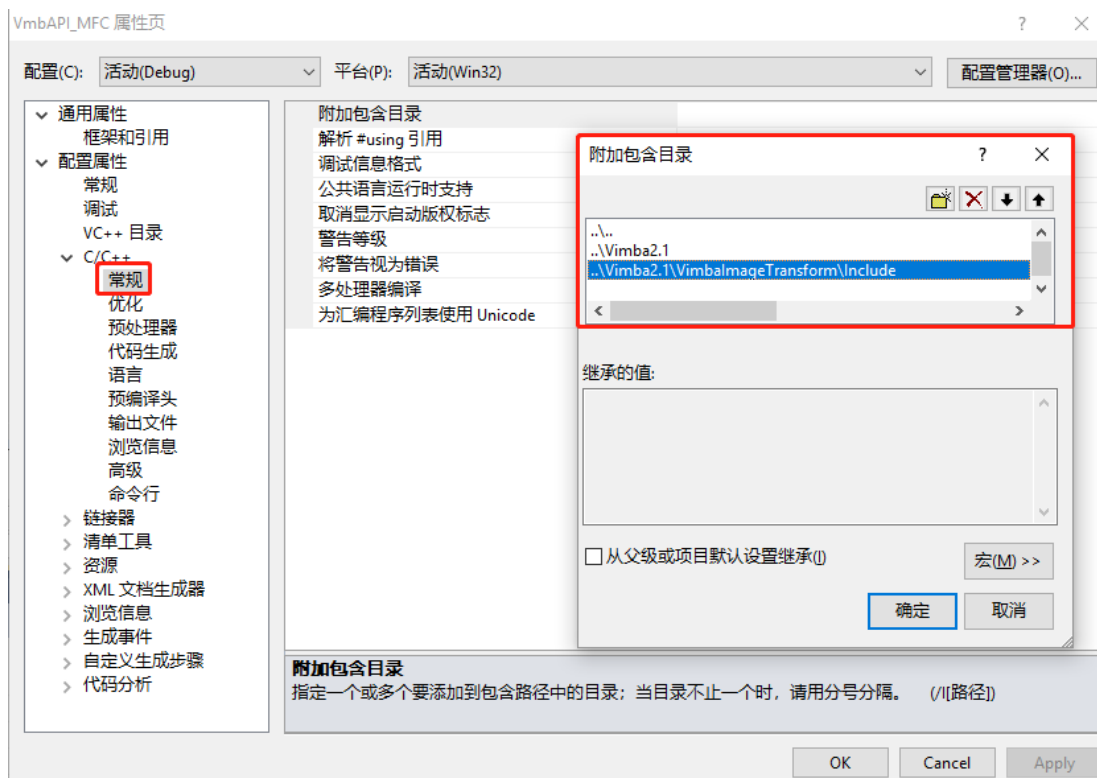 VmbAPI_MFC 属性页
配置(C): 活动(Debug) 平台(P): 活动(Win32) 配置管理器(O)...
通用属性
框架和引用
配置属性
常规
调试
VC++ 目录
C/C++
常规
优化
预处理器
代码生成
语言
预编译头
输出文件
浏览信息
高级
命令行
链接器
清单工具
资源
XML 文档生成器
浏览信息
生成事件
自定义生成步骤
代码分析
附加包含目录
解析 #using 引用
调试信息格式
公共语言运行时支持
取消显示启动版权标志
警告等级
将警告视为错误
多处理器编译
为汇编程序列表使用 Unicode
附加包含目录
..\..
..\Vimba2.1
..\Vimba2.1\VimbaImageTransform\Include
继承的值:
从父级或项目默认设置继承(I)
宏(M) >>
确定 取消
附加包含目录
指定一个或多个要添加到包含路径中的目录；当目录不止一个时，请用分号分隔。 (/I[路径])
OK Cancel Apply